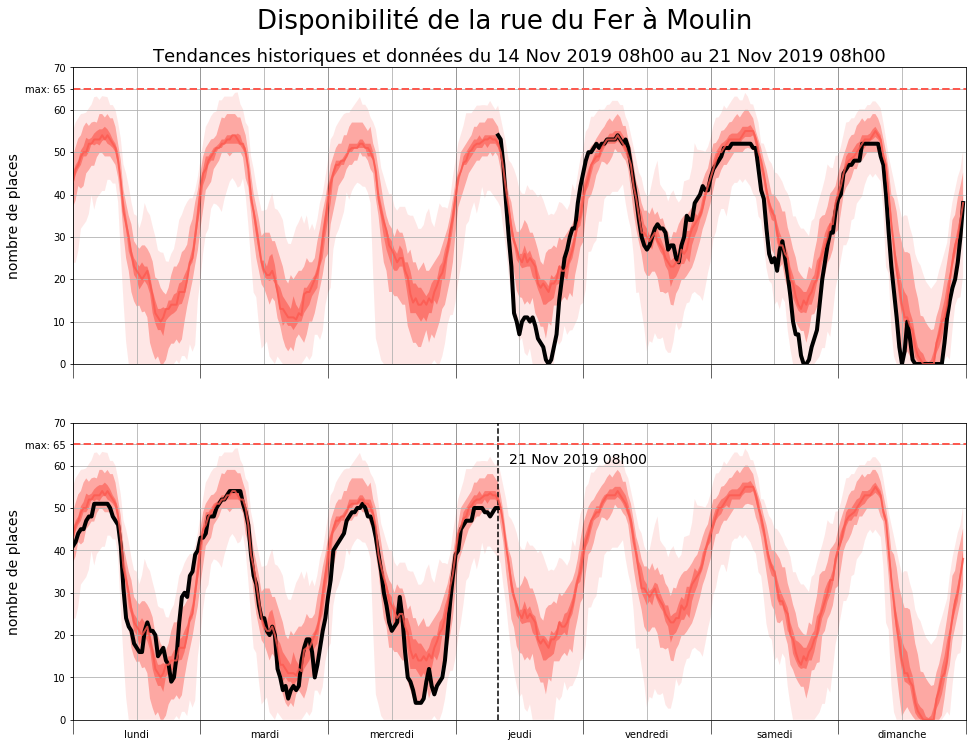 Disponibilité de la rue du Fer à Moulin
Tendances historiques et données du 14 Nov 2019 08h00 au 21 Nov 2019 08h00
70
max: 65
60
50
40
30
20
10
0
nombre de places
70
max: 65
60
50
40
30
20
10
0
nombre de places
21 Nov 2019 08h00
lundi mardi mercredi jeudi vendredi samedi dimanche